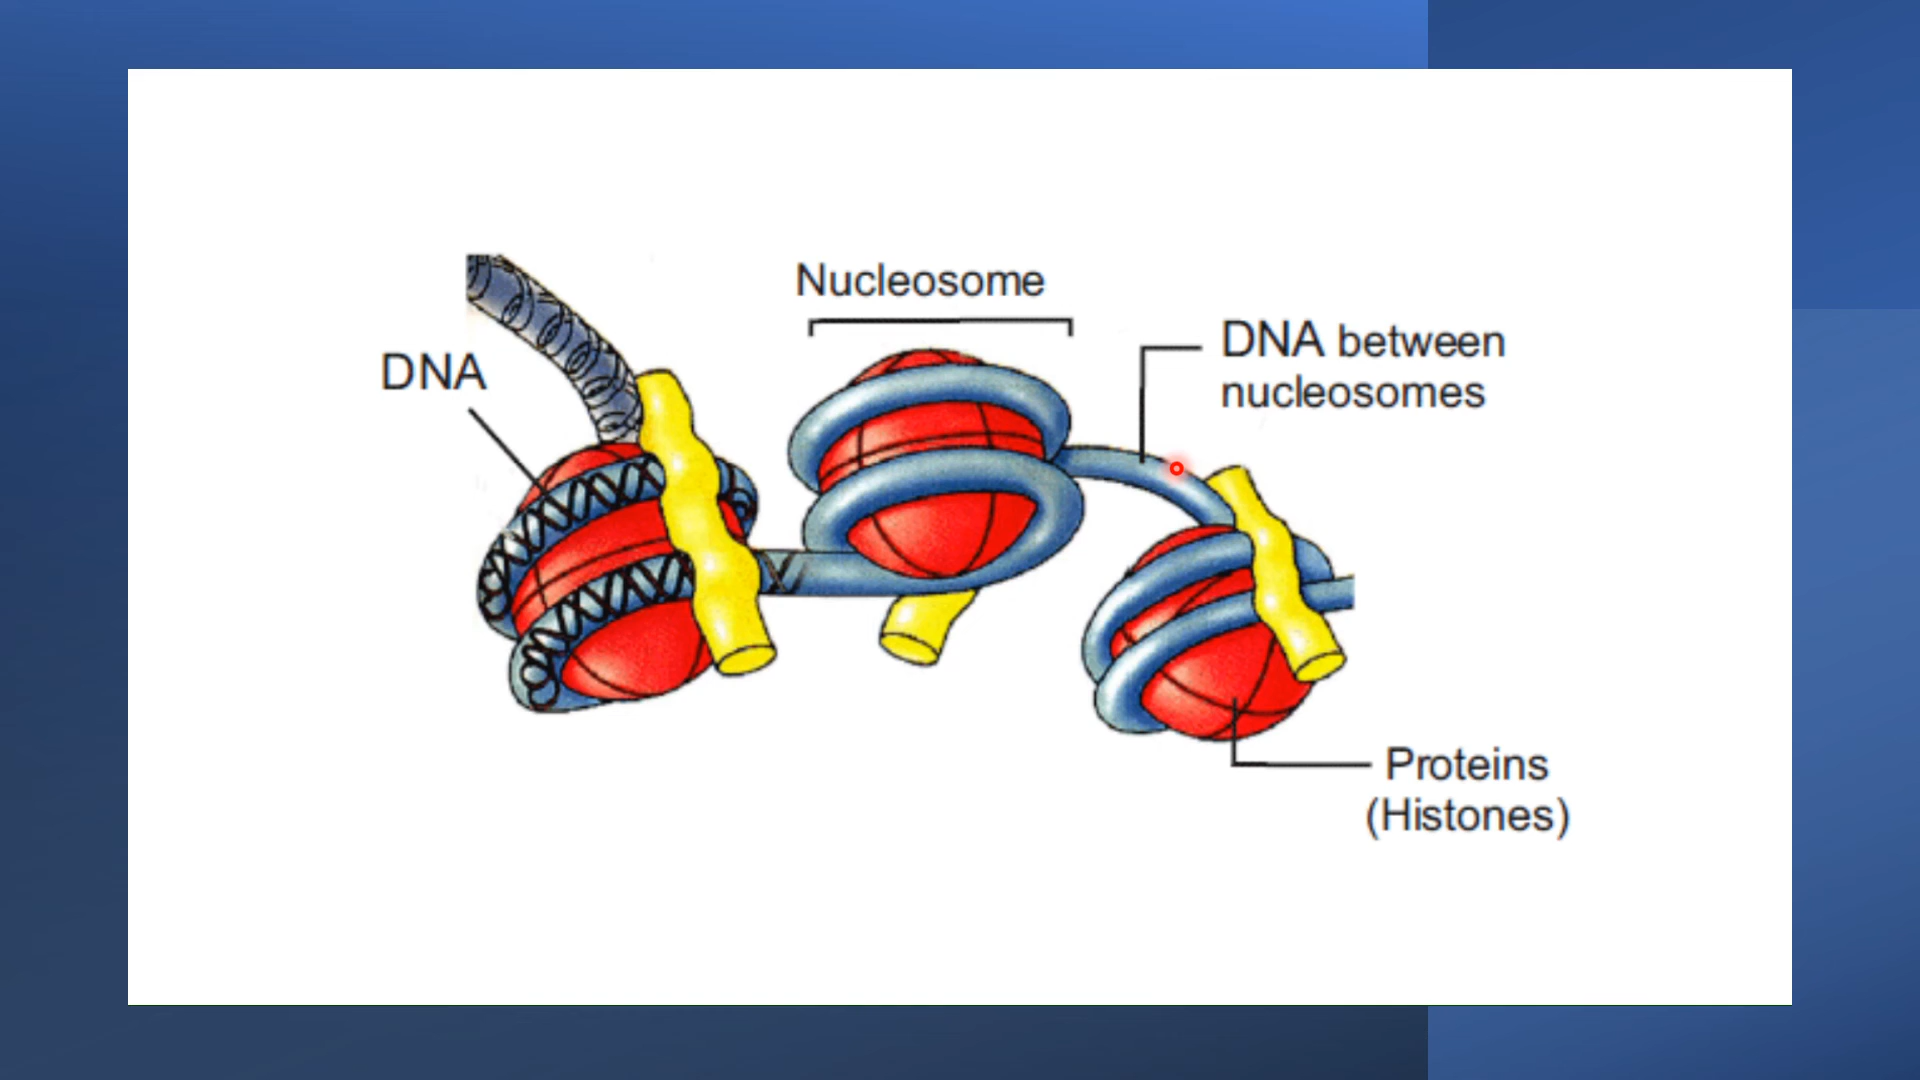 Nucleosome
DNA between
nucleosomes
DNA
Proteins
(Histones)